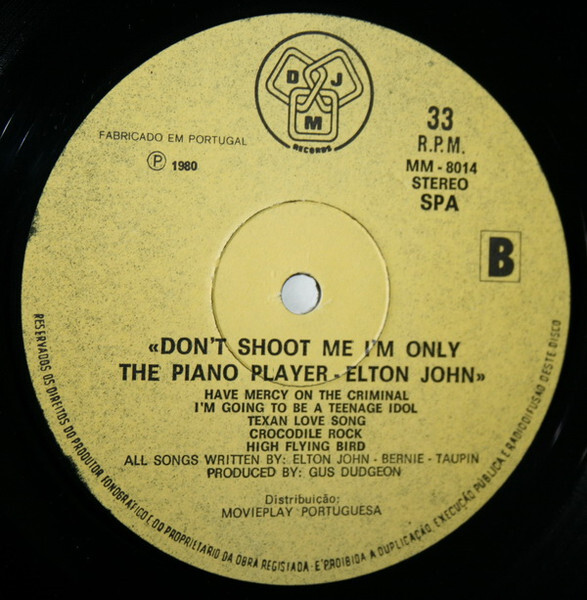 D J
M
RECORDS
FABRICADO EM PORTUGAL
Ⓟ 1980
33
R.P.M.
MM - 8014
STEREO
SPA
B
«DON'T SHOOT ME I'M ONLY
THE PIANO PLAYER - ELTON JOHN»
HAVE MERCY ON THE CRIMINAL
I'M GOING TO BE A TEENAGE IDOL
TEXAN LOVE SONG
CROCODILE ROCK
HIGH FLYING BIRD
ALL SONGS WRITTEN BY: ELTON JOHN - BERNIE - TAUPIN
PRODUCED BY: GUS DUDGEON
Distribuição:
MOVIEPLAY PORTUGUESA
RESERVADOS OS DIREITOS DO PRODUTOR FONOGRÁFICO E DO PROPRIETARIO DA OBRA REGISTADA: E PROIBIDA A DUPLICAÇÃO, EXECUÇÃO PÚBLICA E RADIODIFUSÃO DESTE DISCO